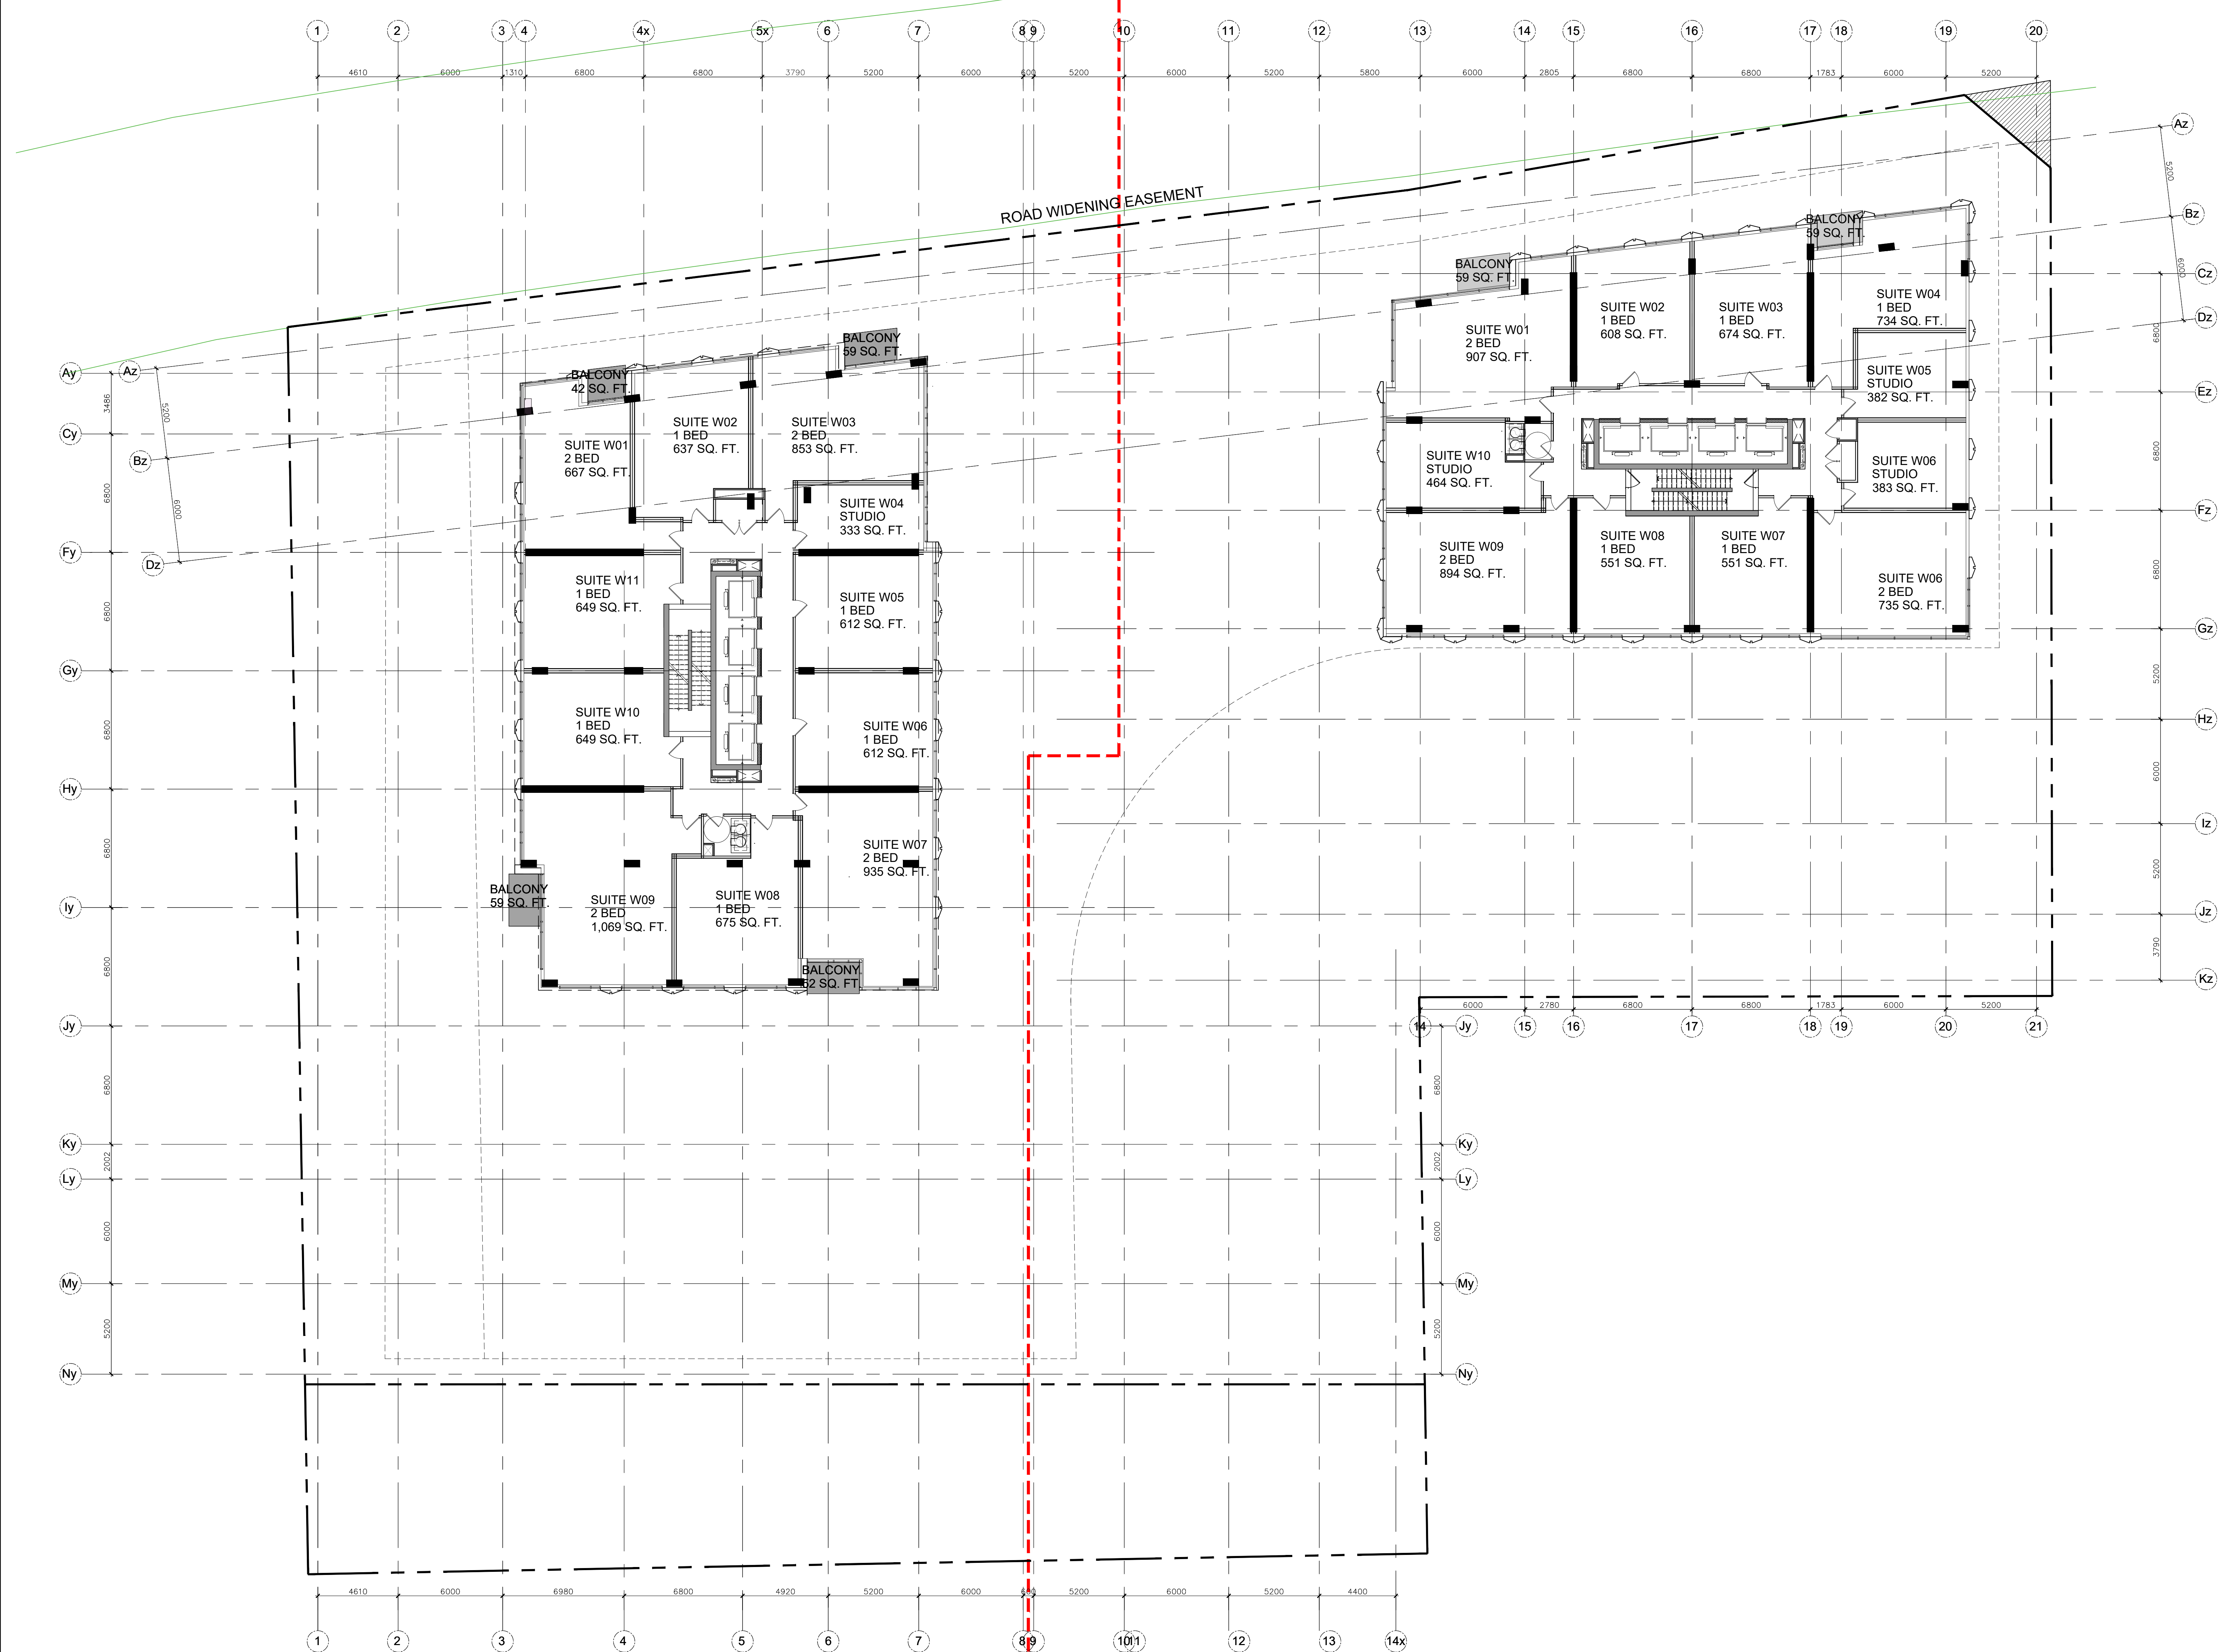 1 2 3 4 4x 5x 6 7 8 9 10 11 12 13 14 15 16 17 18 19 20
4610 6000 1310 6800 6800 3790 5200 6000 600 5200 6000 5200 5800 6000 2805 6800 6800 1783 6000 5200
Az
5200
Bz
6000
Dz
ROAD WIDENING EASEMENT
Ay
3486
Cy
6800
Fy
6800
Gy
6800
Hy
6800
Iy
6800
Jy
6800
Ky
2002
Ly
6000
My
5200
Ny
Az
5200
Bz
6000
Dz
BALCONY
42 SQ. FT.
BALCONY
59 SQ. FT.
SUITE W01
2 BED
667 SQ. FT.
SUITE W02
1 BED
637 SQ. FT.
SUITE W03
2 BED
853 SQ. FT.
SUITE W04
STUDIO
333 SQ. FT.
SUITE W11
1 BED
649 SQ. FT.
SUITE W05
1 BED
612 SQ. FT.
SUITE W10
1 BED
649 SQ. FT.
SUITE W06
1 BED
612 SQ. FT.
SUITE W07
2 BED
935 SQ. FT.
BALCONY
59 SQ. FT.
SUITE W09
2 BED
1,069 SQ. FT.
SUITE W08
1 BED
675 SQ. FT.
BALCONY
52 SQ. FT.
BALCONY
59 SQ. FT.
BALCONY
59 SQ. FT.
SUITE W01
2 BED
907 SQ. FT.
SUITE W02
1 BED
608 SQ. FT.
SUITE W03
1 BED
674 SQ. FT.
SUITE W04
1 BED
734 SQ. FT.
SUITE W05
STUDIO
382 SQ. FT.
SUITE W10
STUDIO
464 SQ. FT.
SUITE W06
STUDIO
383 SQ. FT.
SUITE W09
2 BED
894 SQ. FT.
SUITE W08
1 BED
551 SQ. FT.
SUITE W07
1 BED
551 SQ. FT.
SUITE W06
2 BED
735 SQ. FT.
Cz
6800
Ez
6800
Fz
6800
Gz
5200
Hz
6000
Iz
5200
Jz
3790
Kz
6000 2780 6800 6800 1783 6000 5200
14 15 16 17 18 19 20 21
Jy
6800
Ky
2002
Ly
6000
My
5200
Ny
4610 6000 6980 6800 4920 5200 6000 600 5200 6000 5200 4400
1 2 3 4 5 6 7 8 9 10 11 12 13 14x